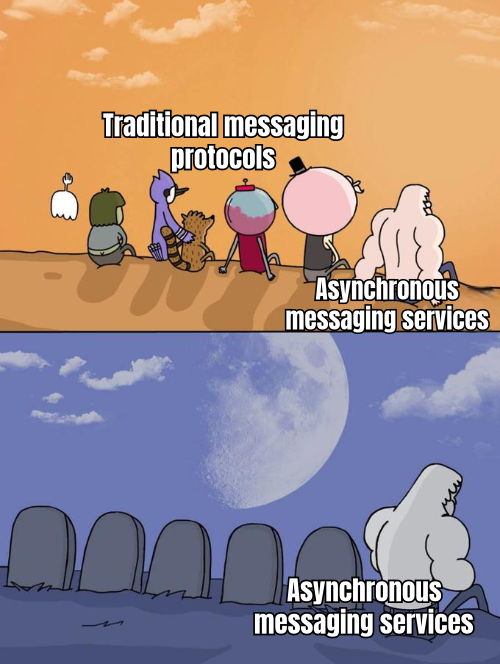 Traditional messaging
protocols
Asynchronous
messaging services
Asynchronous
messaging services